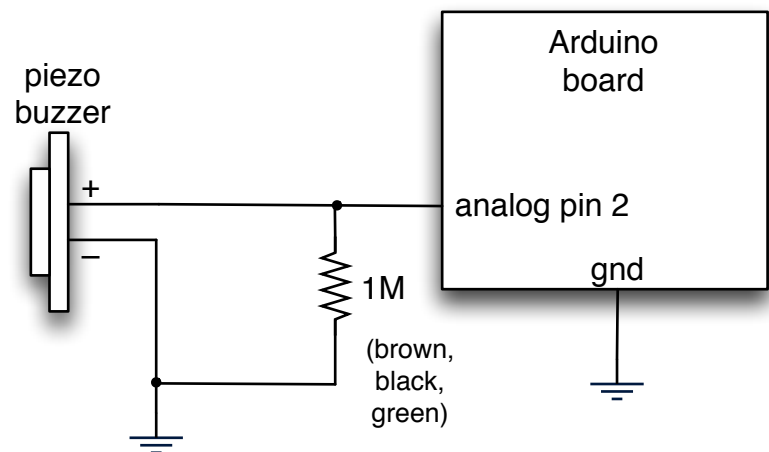 piezo
buzzer
+
–
Arduino
board
analog pin 2
gnd
1M
(brown,
black,
green)